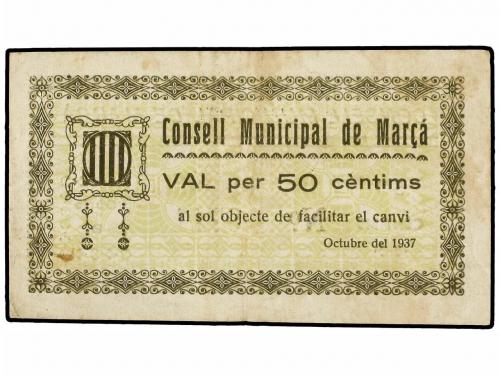 Consell Municipal de Marçá
VAL per 50 cèntims
al sol objecte de facilitar el canvi
Octubre del 1937